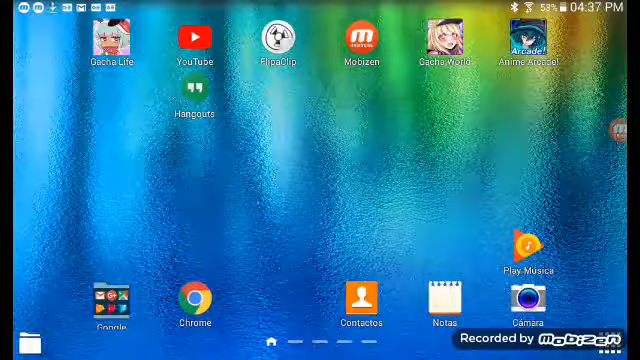 53% 04:37 PM
Gacha Life YouTube FlipaClip Mobizen Gacha World Anime Arcade!
Arcade!
Hangouts
Play Música
Google Chrome Contactos Notas Cámara
Recorded by Mobizen